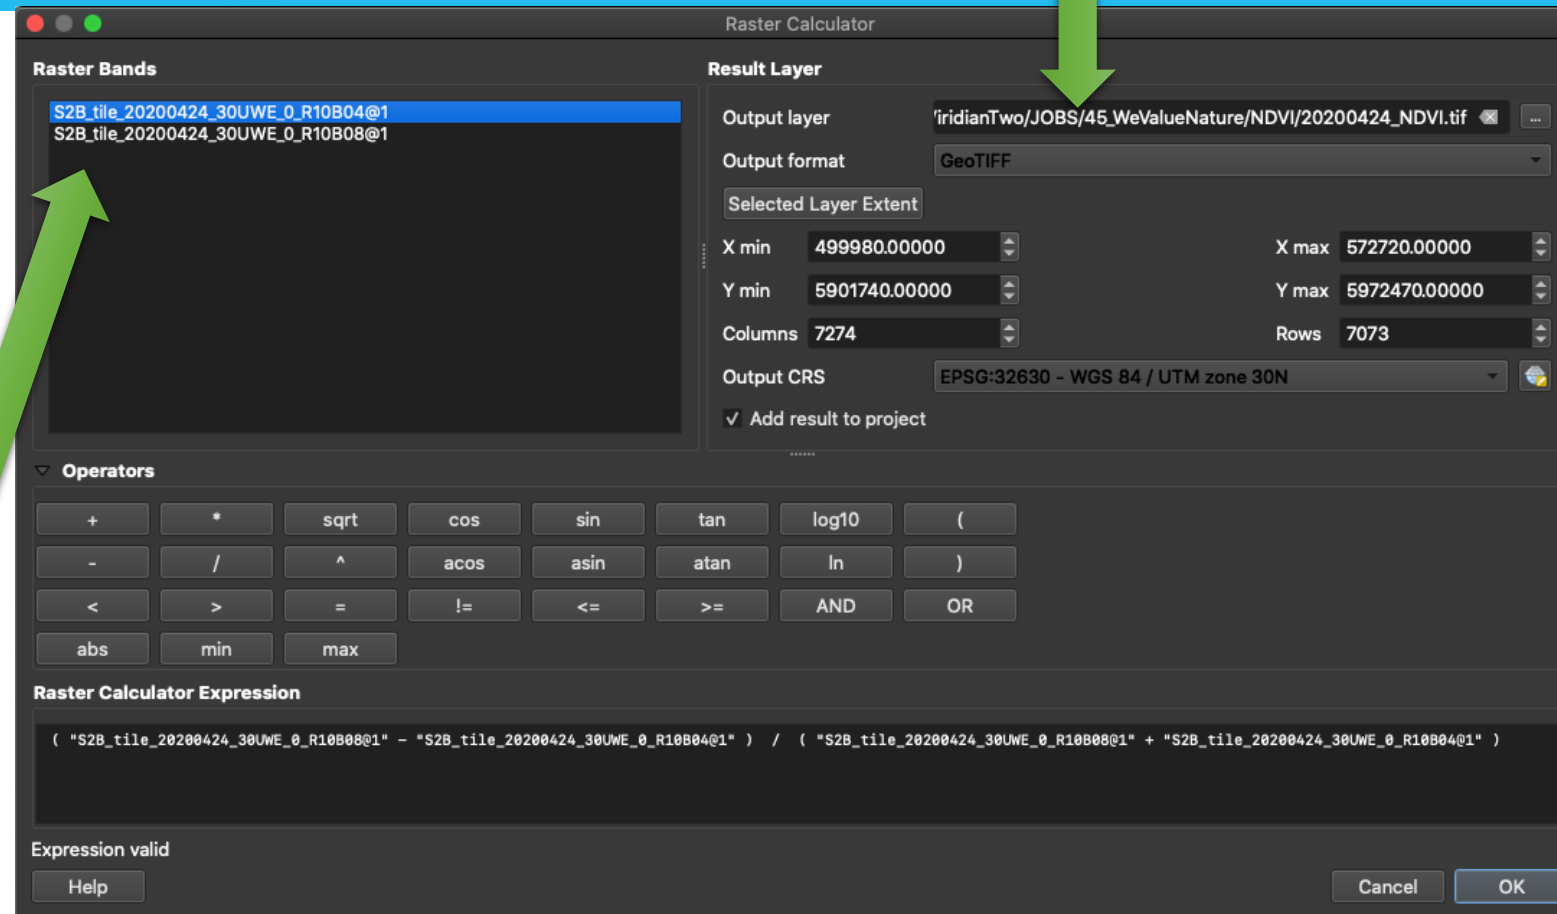 Raster Calculator
Raster Bands
S2B_tile_20200424_30UWE_0_R10B04@1
S2B_tile_20200424_30UWE_0_R10B08@1
Result Layer
Output layer /iridianTwo/JOBS/45_WeValueNature/NDVI/20200424_NDVI.tif ...
Output format GeoTIFF
Selected Layer Extent
X min 499980.00000 X max 572720.00000
Y min 5901740.00000 Y max 5972470.00000
Columns 7274 Rows 7073
Output CRS EPSG:32630 - WGS 84 / UTM zone 30N
✓ Add result to project
Operators
+ * sqrt cos sin tan log10 (
- / ^ acos asin atan ln )
< > = != <= >= AND OR
abs min max
Raster Calculator Expression
( "S2B_tile_20200424_30UWE_0_R10B08@1" - "S2B_tile_20200424_30UWE_0_R10B04@1" ) / ( "S2B_tile_20200424_30UWE_0_R10B08@1" + "S2B_tile_20200424_30UWE_0_R10B04@1" )
Expression valid
Help Cancel OK